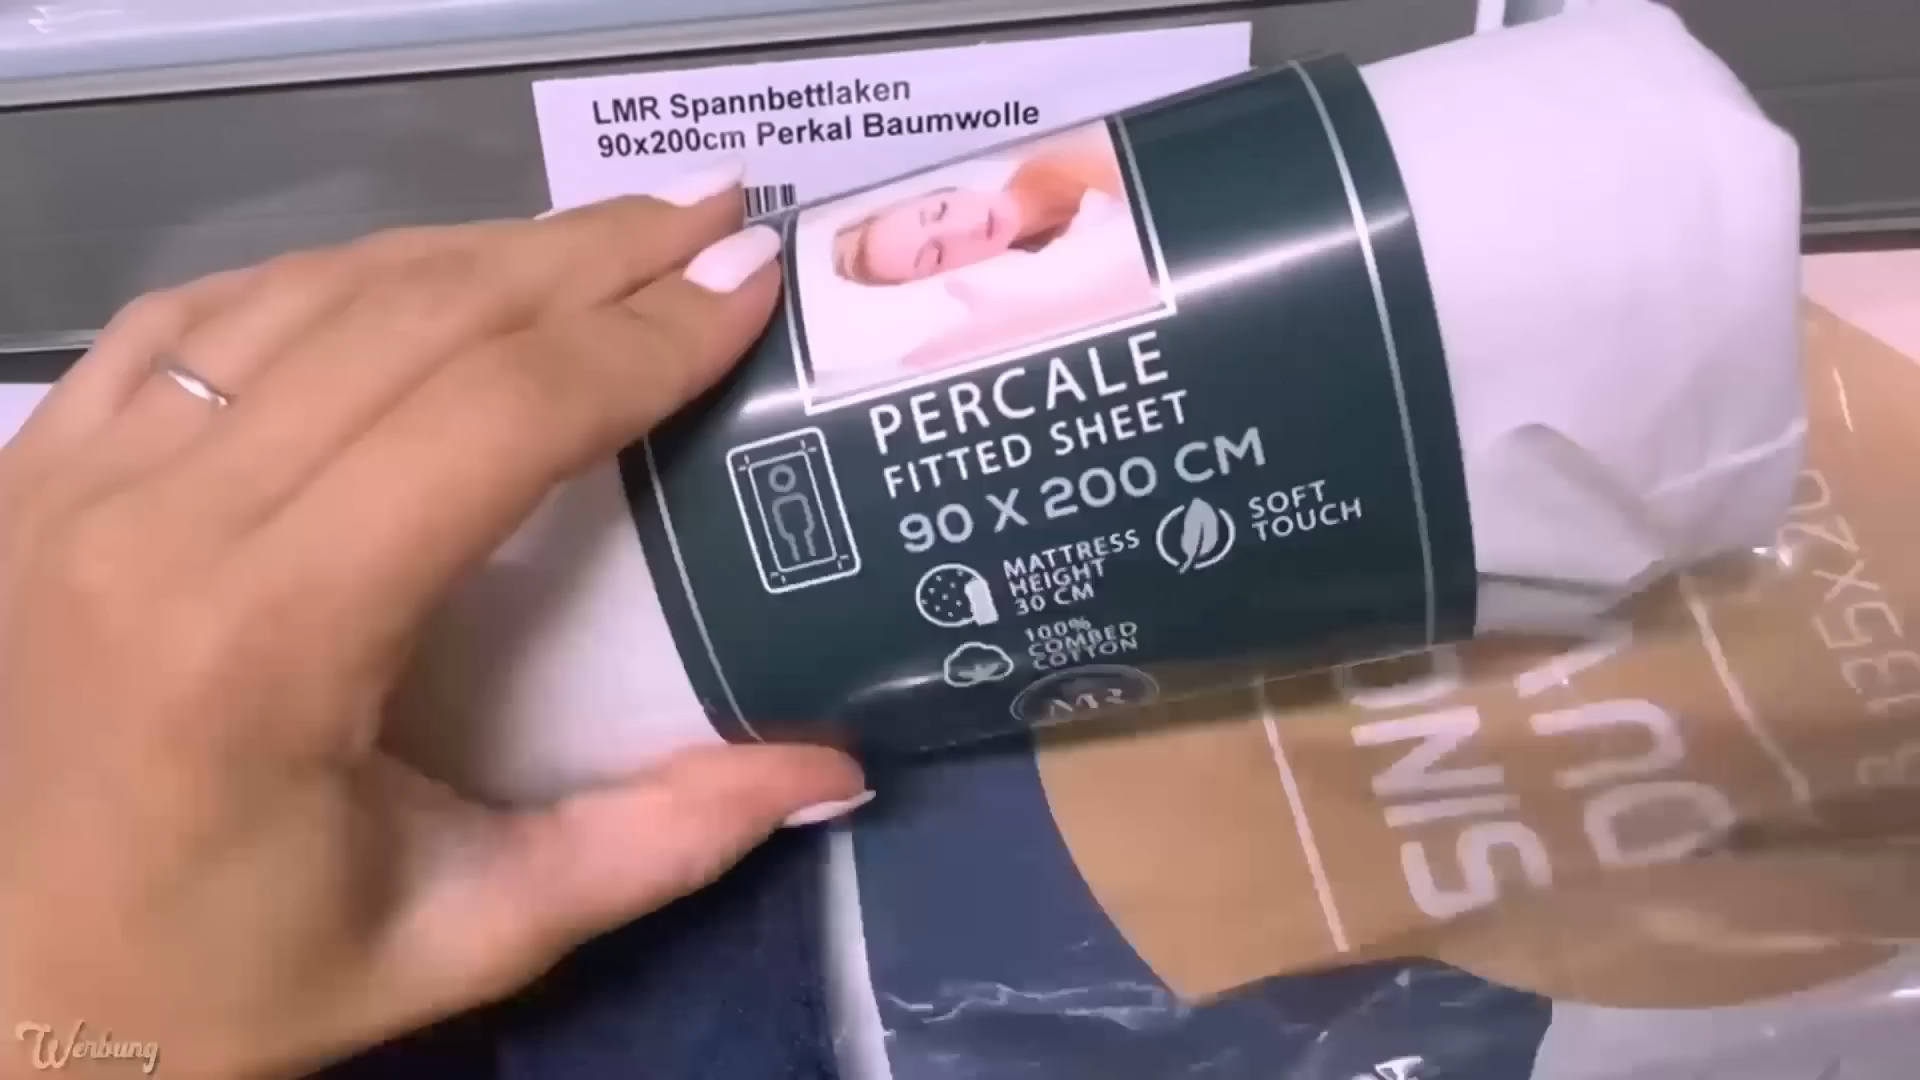 LMR Spannbettlaken
90x200cm Perkal Baumwolle
PERCALE
FITTED SHEET
90 X 200 CM
MATTRESS
HEIGHT
30 CM
SOFT
TOUCH
100%
COMBED
COTTON
Werbung